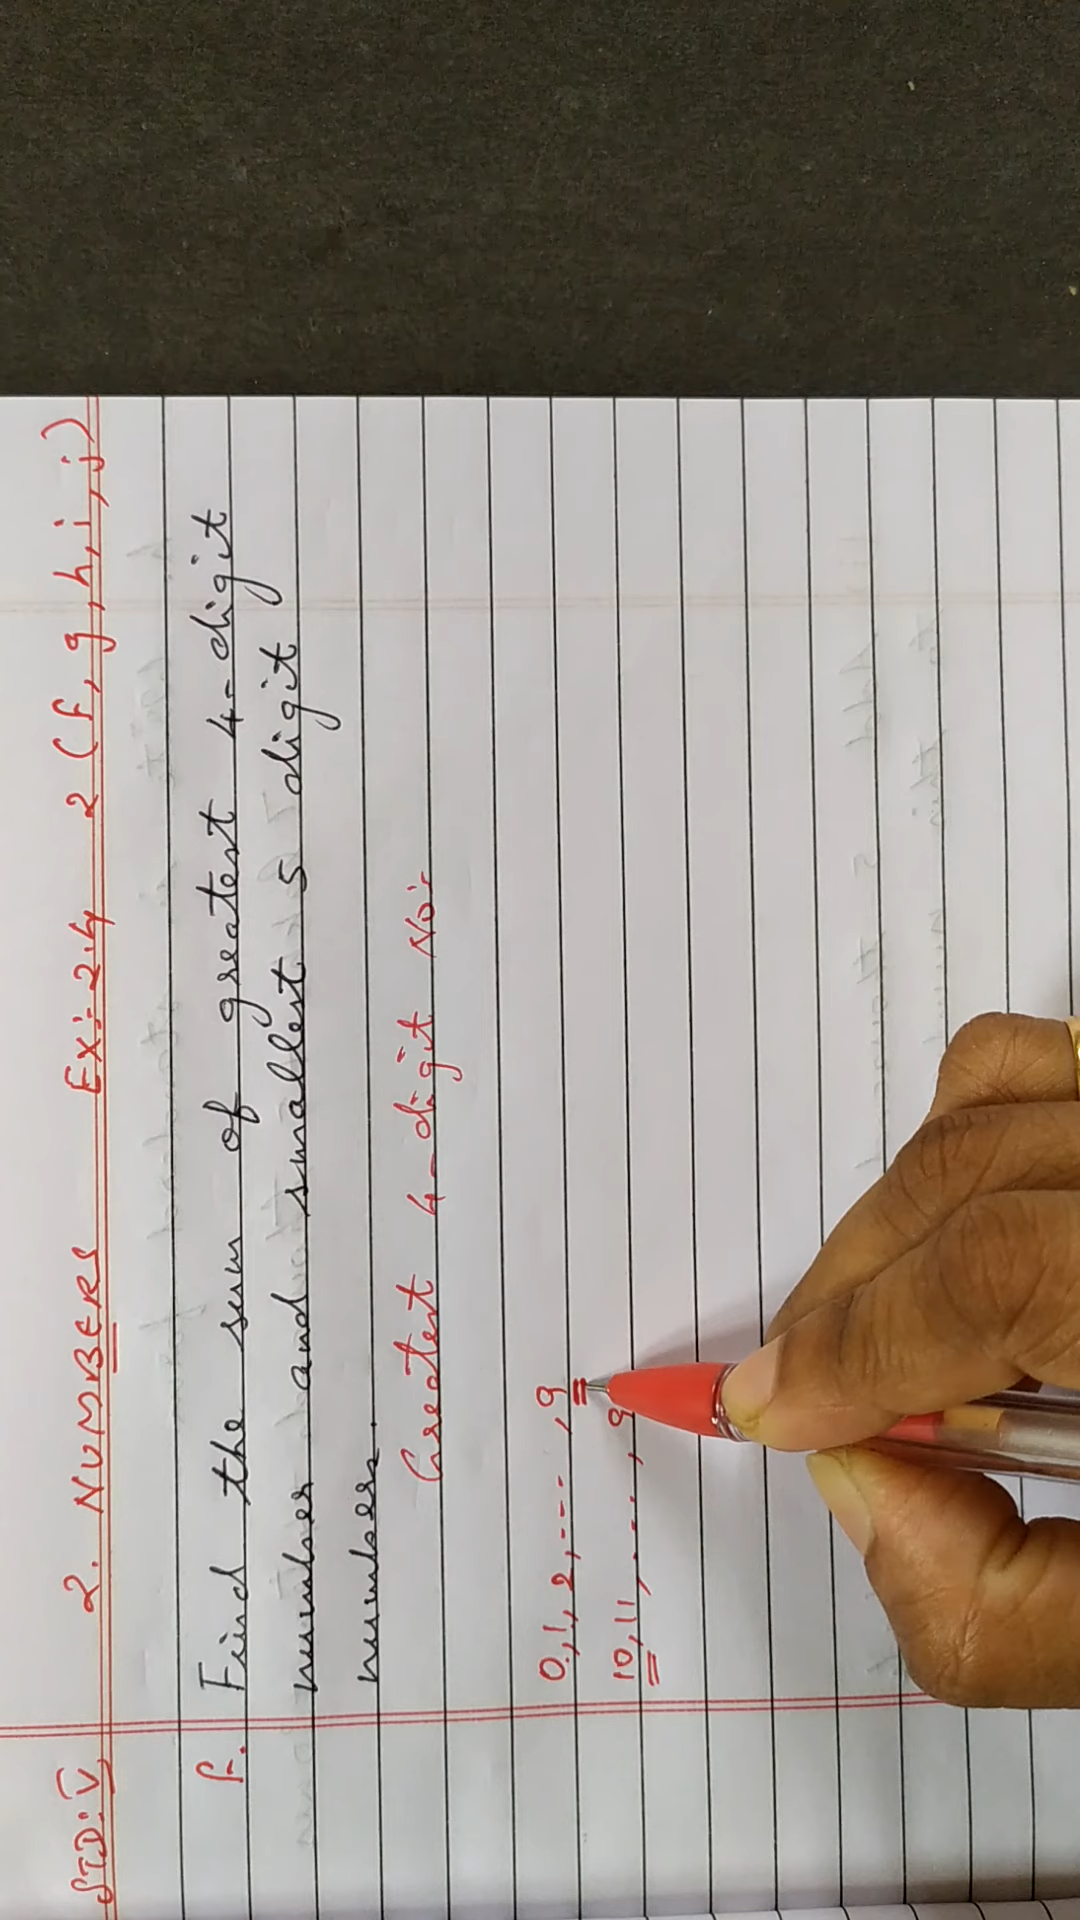 STD: V 2. NUMBERS Ex:- 2.4 2 (f, g, h, i, j)
f. Find the sum of greatest 4-digit
number and smallest 5 digit
numbers.
Greatest 4-digit No:-
0, 1, 2, --- , 9
10, 11, --- , 9